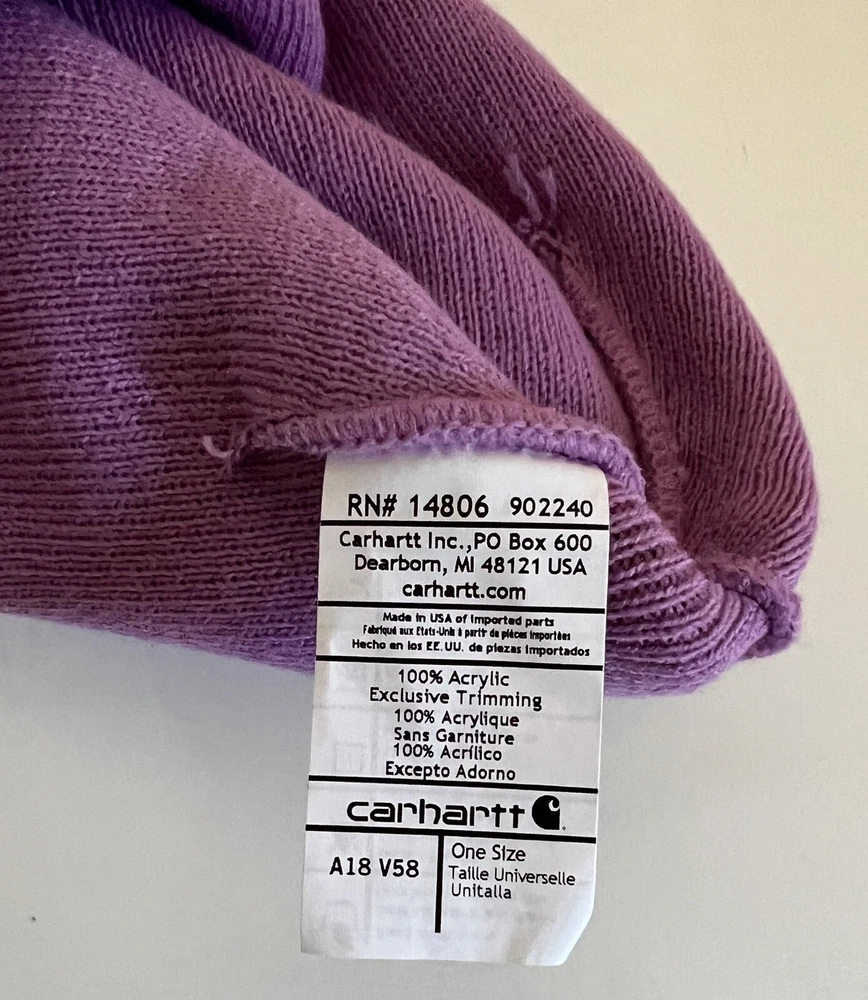 RN# 14806 902240
Carhartt Inc.,PO Box 600
Dearborn, MI 48121 USA
carhartt.com
Made in USA of Imported parts
Fabriqué aux Etats-Unis à partir de pièces importées
Hecho en los EE.UU. de piezas Importados
100% Acrylic
Exclusive Trimming
100% Acrylique
Sans Garniture
100% Acrílico
Excepto Adorno
carhartt
A18 V58
One Size
Taille Universelle
Unitalla